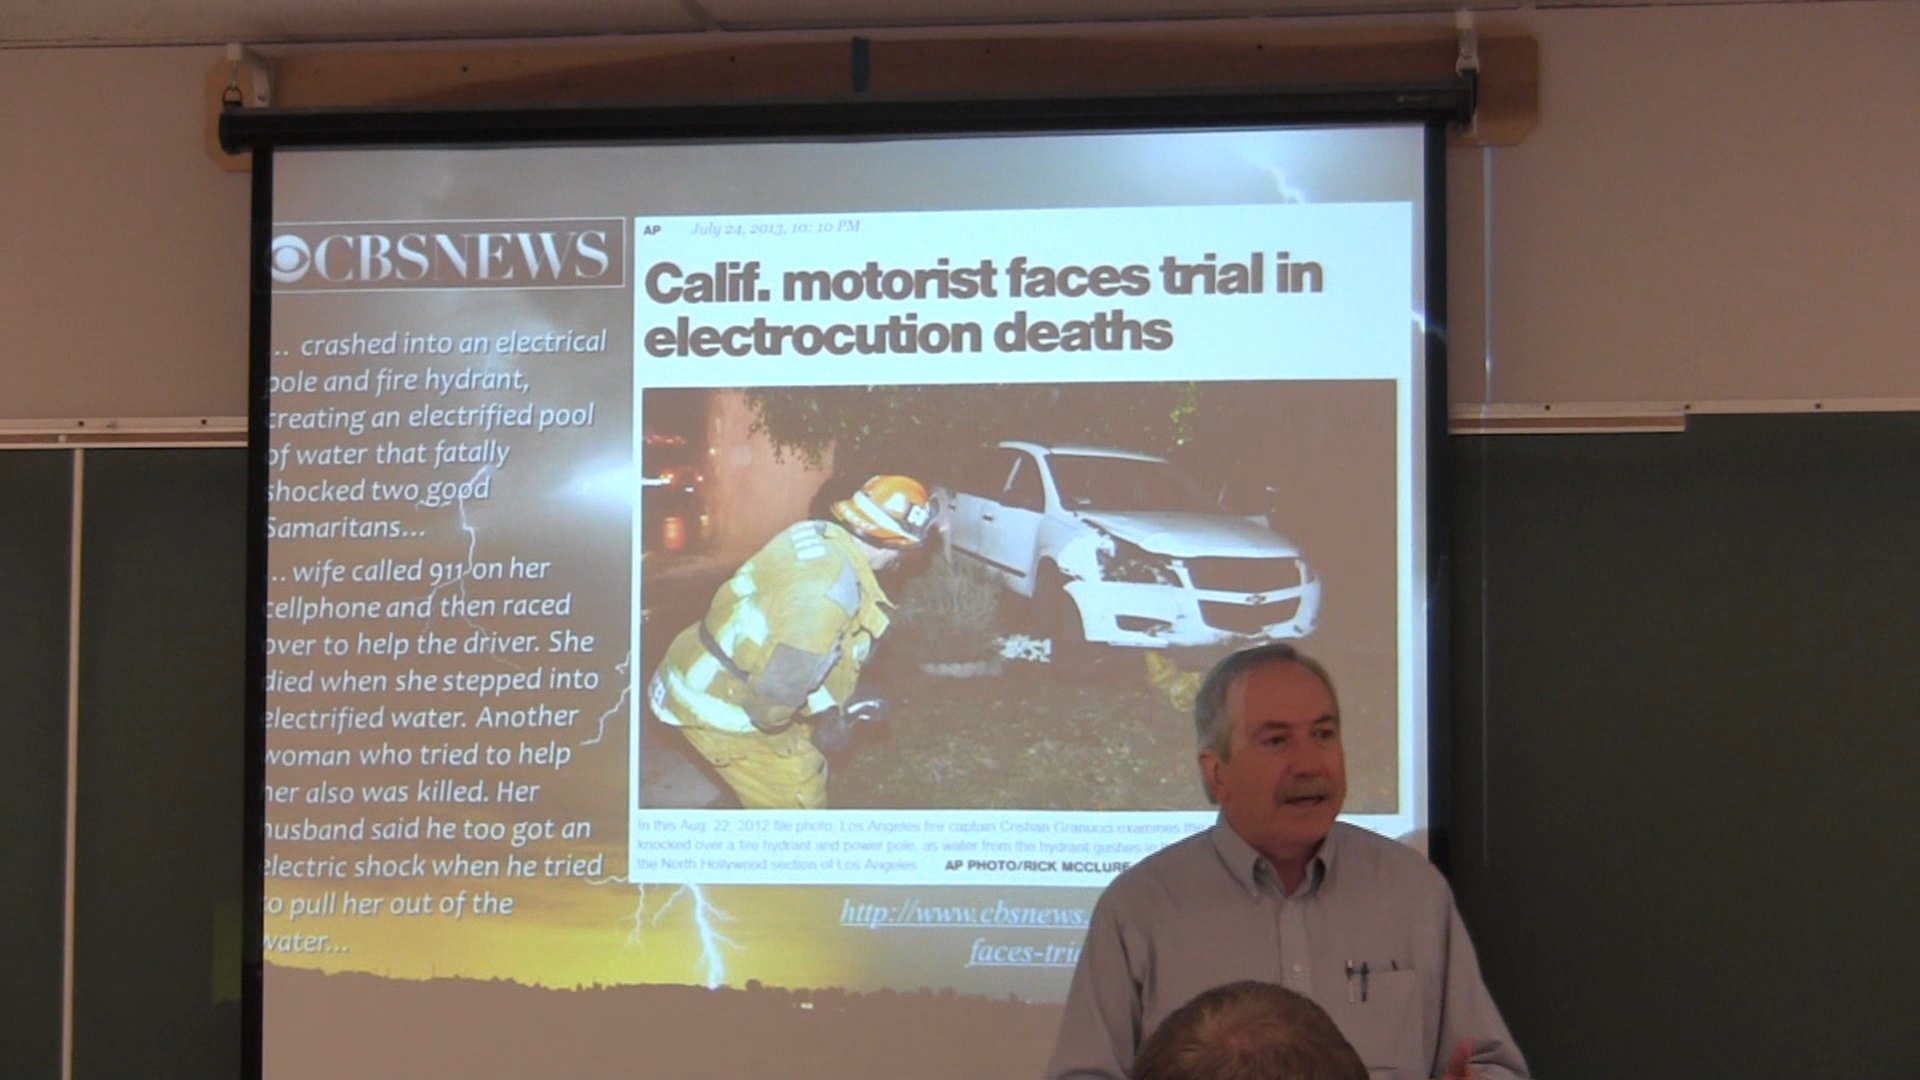 CBSNEWS
... crashed into an electrical
pole and fire hydrant,
creating an electrified pool
of water that fatally
shocked two good
Samaritans...
... wife called 911 on her
cellphone and then raced
over to help the driver. She
died when she stepped into
electrified water. Another
woman who tried to help
her also was killed. Her
husband said he too got an
electric shock when he tried
to pull her out of the
water...
AP July 24, 2013, 10: 10 PM
Calif. motorist faces trial in
electrocution deaths
In this Aug. 22, 2012 file photo, Los Angeles fire captain Cristian Granucci examines the
knocked over a fire hydrant and power pole, as water from the hydrant gushes in
the North Hollywood section of Los Angeles. AP PHOTO/RICK MCCLURE
http://www.cbsnews.
faces-tri